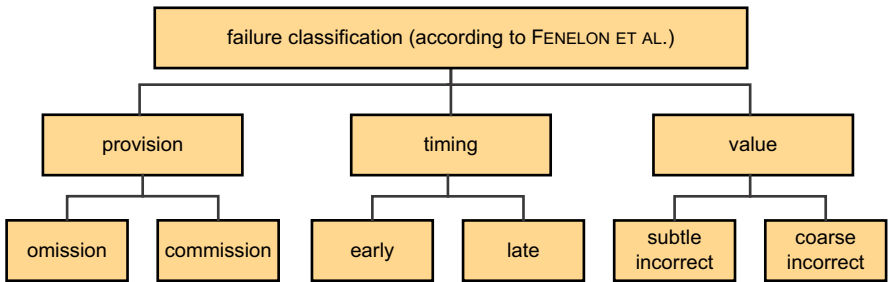 failure classification (according to FENELON ET AL.)
provision
timing
value
omission
commission
early
late
subtle
incorrect
coarse
incorrect